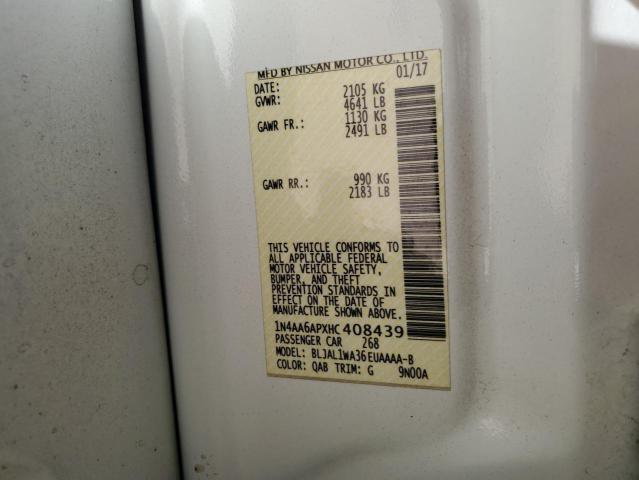 MFD BY NISSAN MOTOR CO., LTD.
DATE: 01/17
GVWR: 2105 KG
4641 LB
GAWR FR.: 1130 KG
2491 LB
GAWR RR.: 990 KG
2183 LB
THIS VEHICLE CONFORMS TO
ALL APPLICABLE FEDERAL
MOTOR VEHICLE SAFETY,
BUMPER, AND THEFT
PREVENTION STANDARDS IN
EFFECT ON THE DATE OF
MANUFACTURE SHOWN ABOVE.
1N4AA6APXHC408439
PASSENGER CAR 268
MODEL: BLJAL1WA36EUAAAA-B
COLOR: QAB TRIM: G 9N00A